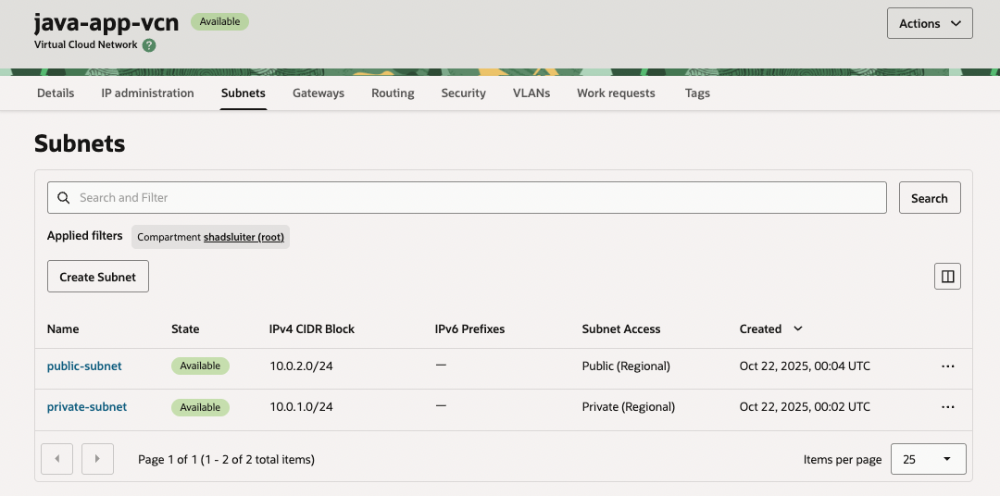 java-app-vcn Available
Actions
Virtual Cloud Network ?
Details IP administration Subnets Gateways Routing Security VLANs Work requests Tags
Subnets
Search and Filter
Search
Applied filters Compartment shadsluiter (root)
Create Subnet
Name State IPv4 CIDR Block IPv6 Prefixes Subnet Access Created
public-subnet Available 10.0.2.0/24 — Public (Regional) Oct 22, 2025, 00:04 UTC ···
private-subnet Available 10.0.1.0/24 — Private (Regional) Oct 22, 2025, 00:02 UTC ···
Page 1 of 1 (1 - 2 of 2 total items) Items per page 25